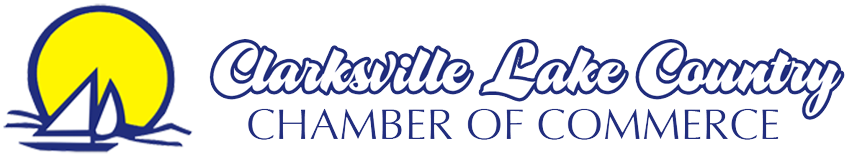 Clarksville Lake Country
CHAMBER OF COMMERCE